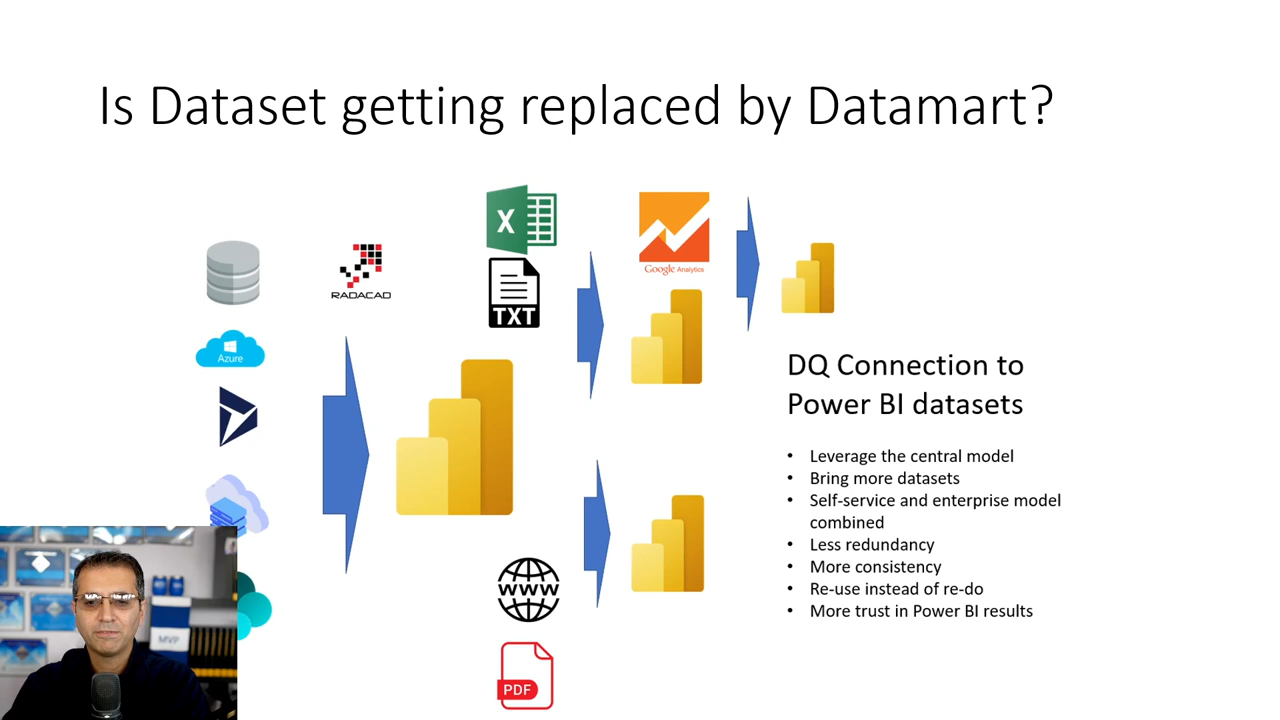 Is Dataset getting replaced by Datamart?
X
Google Analytics
RADACAD
TXT
Azure
DQ Connection to
Power BI datasets
• Leverage the central model
• Bring more datasets
• Self-service and enterprise model
combined
• Less redundancy
• More consistency
• Re-use instead of re-do
• More trust in Power BI results
WWW
MVP
PDF